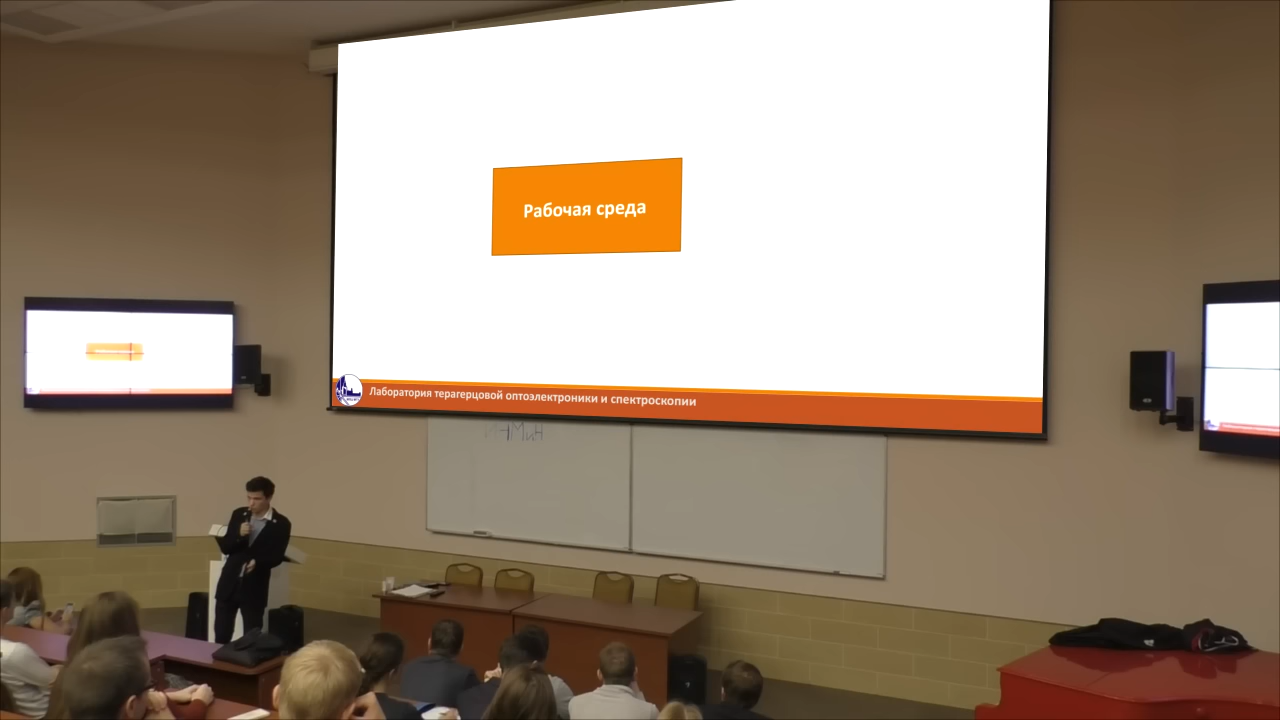 Рабочая среда
Лаборатория терагерцовой оптоэлектроники и спектроскопии